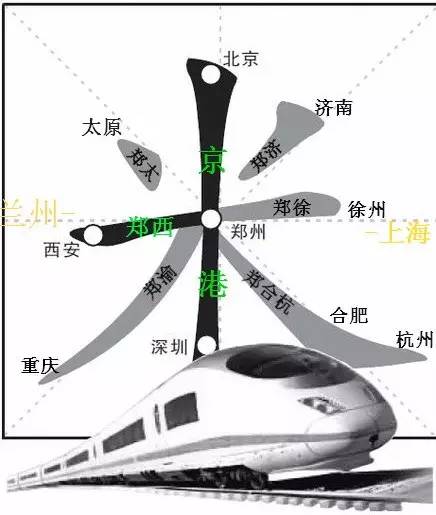 北京
济南
太原
京
郑济
郑太
兰州-
郑西
郑徐
徐州
西安
郑州
-上海
郑渝
港
郑合杭
合肥
杭州
深圳
重庆